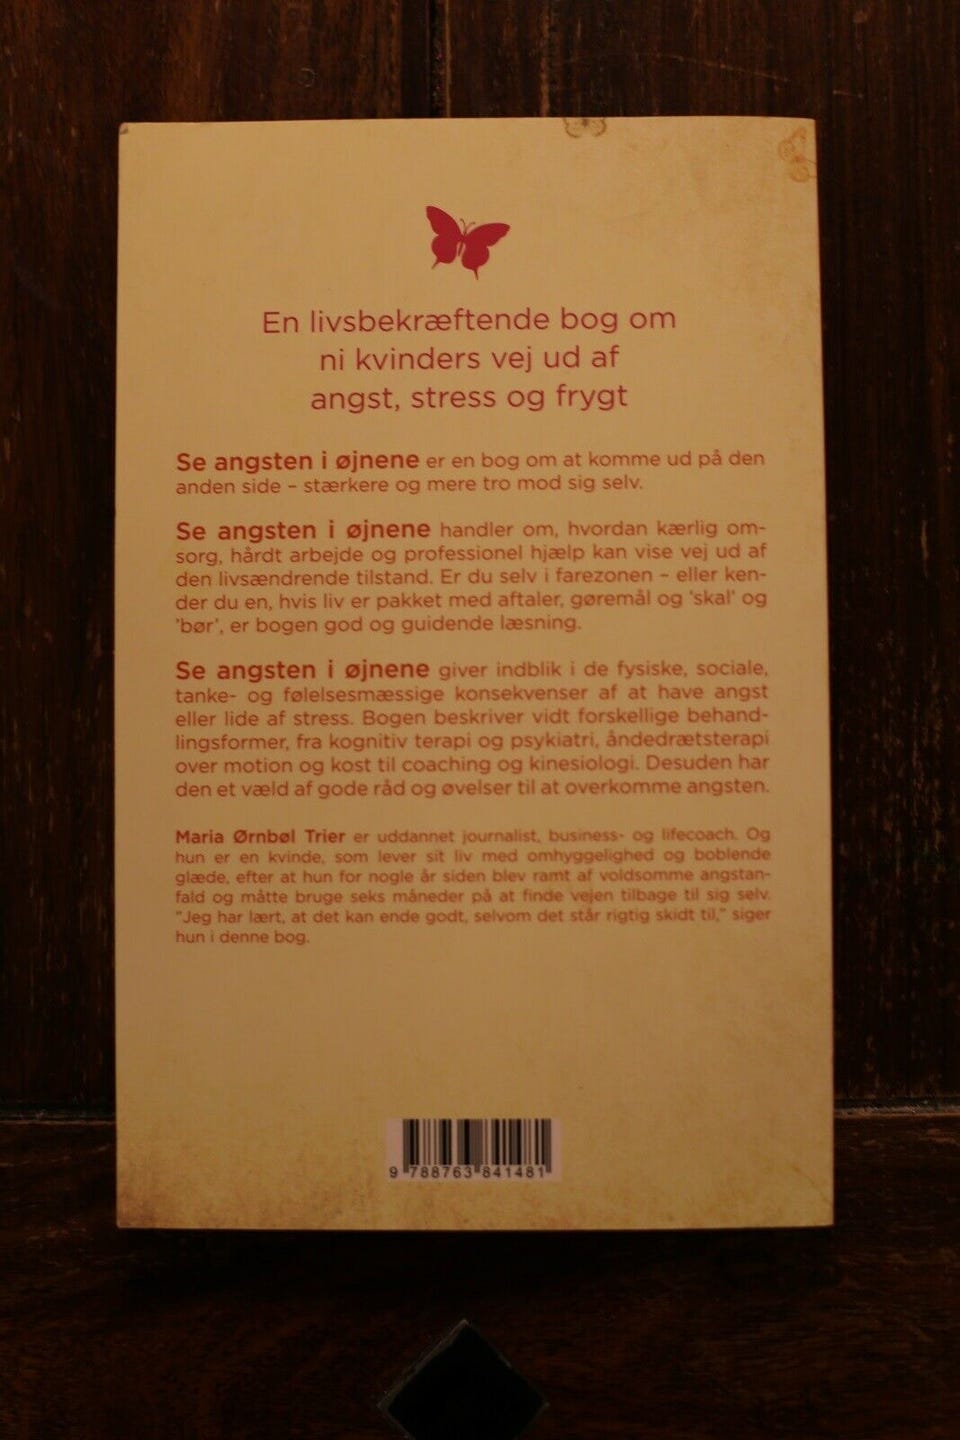 En livsbekræftende bog om
ni kvinders vej ud af
angst, stress og frygt
Se angsten i øjnene er en bog om at komme ud på den
anden side – stærkere og mere tro mod sig selv.
Se angsten i øjnene handler om, hvordan kærlig om-
sorg, hårdt arbejde og professionel hjælp kan vise vej ud af
den livsændrende tilstand. Er du selv i farezonen – eller ken-
der du en, hvis liv er pakket med aftaler, gøremål og 'skal' og
'bør', er bogen god og guidende læsning.
Se angsten i øjnene giver indblik i de fysiske, sociale,
tanke- og følelsesmæssige konsekvenser af at have angst
eller lide af stress. Bogen beskriver vidt forskellige behand-
lingsformer, fra kognitiv terapi og psykiatri, åndedrætsterapi
over motion og kost til coaching og kinesiologi. Desuden har
den et væld af gode råd og øvelser til at overkomme angsten.
Maria Ørnbøl Trier er uddannet journalist, business- og lifecoach. Og
hun er en kvinde, som lever sit liv med omhyggelighed og boblende
glæde, efter at hun for nogle år siden blev ramt af voldsomme angstan-
fald og måtte bruge seks måneder på at finde vejen tilbage til sig selv.
"Jeg har lært, at det kan ende godt, selvom det står rigtig skidt til," siger
hun i denne bog.
9 788763 841481